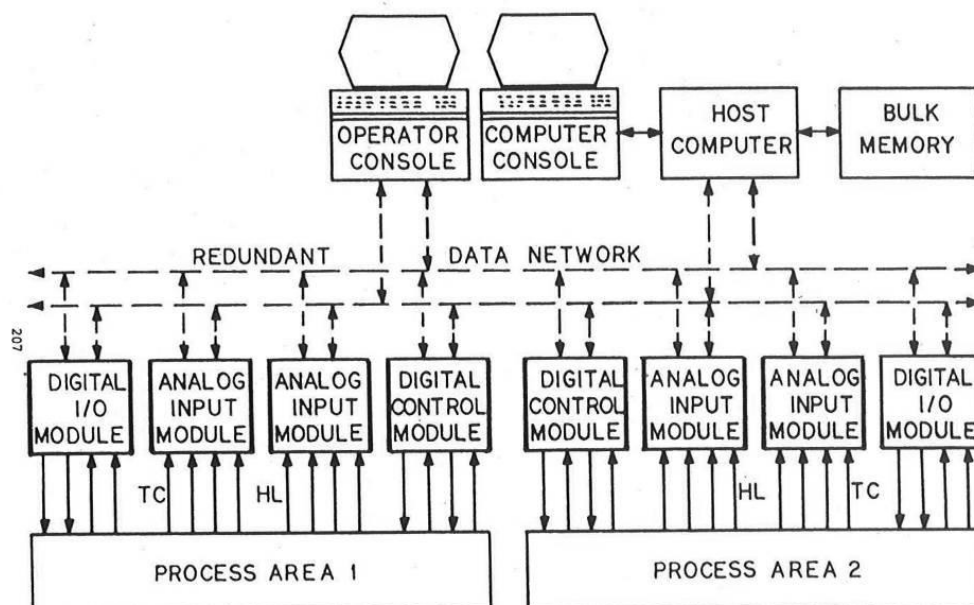 OPERATOR
CONSOLE
COMPUTER
CONSOLE
HOST
COMPUTER
BULK
MEMORY
REDUNDANT DATA NETWORK
207
DIGITAL
I/O
MODULE
ANALOG
INPUT
MODULE
ANALOG
INPUT
MODULE
DIGITAL
CONTROL
MODULE
DIGITAL
CONTROL
MODULE
ANALOG
INPUT
MODULE
ANALOG
INPUT
MODULE
DIGITAL
I/O
MODULE
TC
HL
HL
TC
PROCESS AREA 1
PROCESS AREA 2